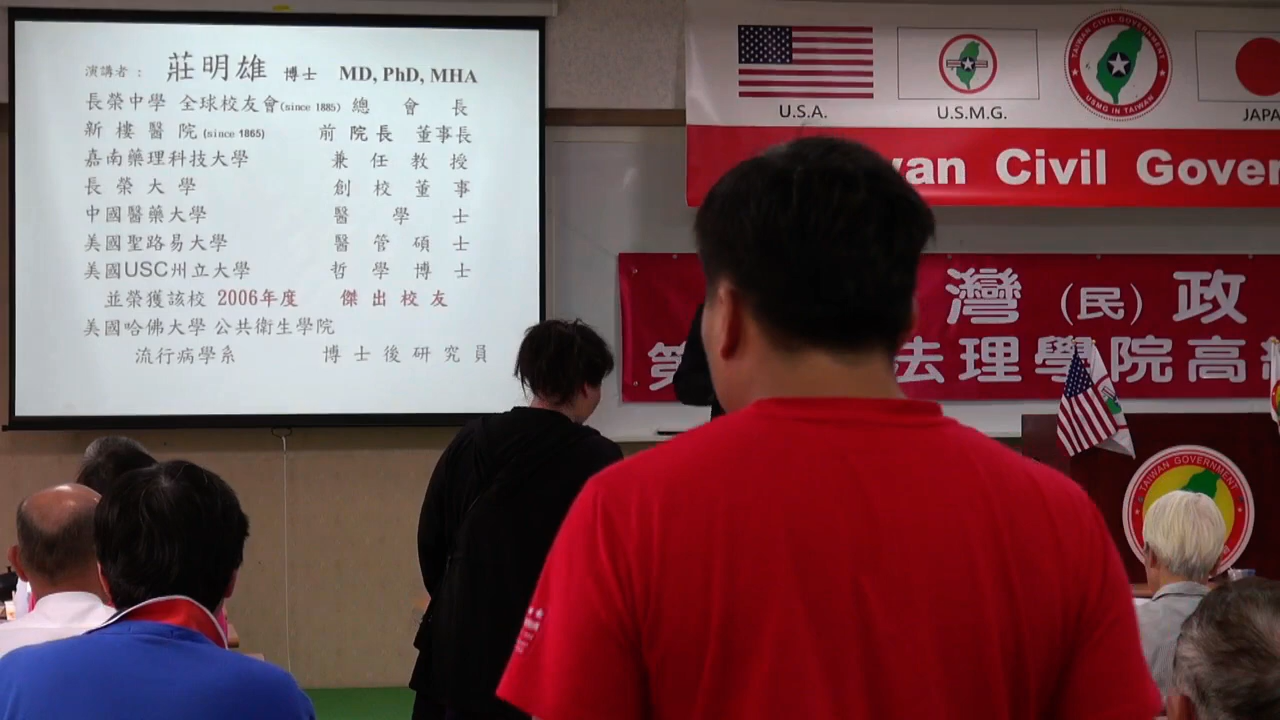 演講者： 莊明雄 博士 MD, PhD, MHA
長榮中學 全球校友會(since 1885) 總 會 長
新樓醫院 (since 1865) 前院長 董事長
嘉南藥理科技大學 兼任教授
長榮大學 創校董事
中國醫藥大學 醫學士
美國聖路易大學 醫管碩士
美國USC州立大學 哲學博士
並榮獲該校 2006年度 傑出校友
美國哈佛大學 公共衛生學院
流行病學系 博士後研究員
U.S.A.
U.S.M.G.
TAIWAN CIVIL GOVERNMENT
USMG IN TAIWAN
JAPA
wan Civil Gover
灣 (民) 政
第 法理學院高
TAIWAN GOVERNMENT